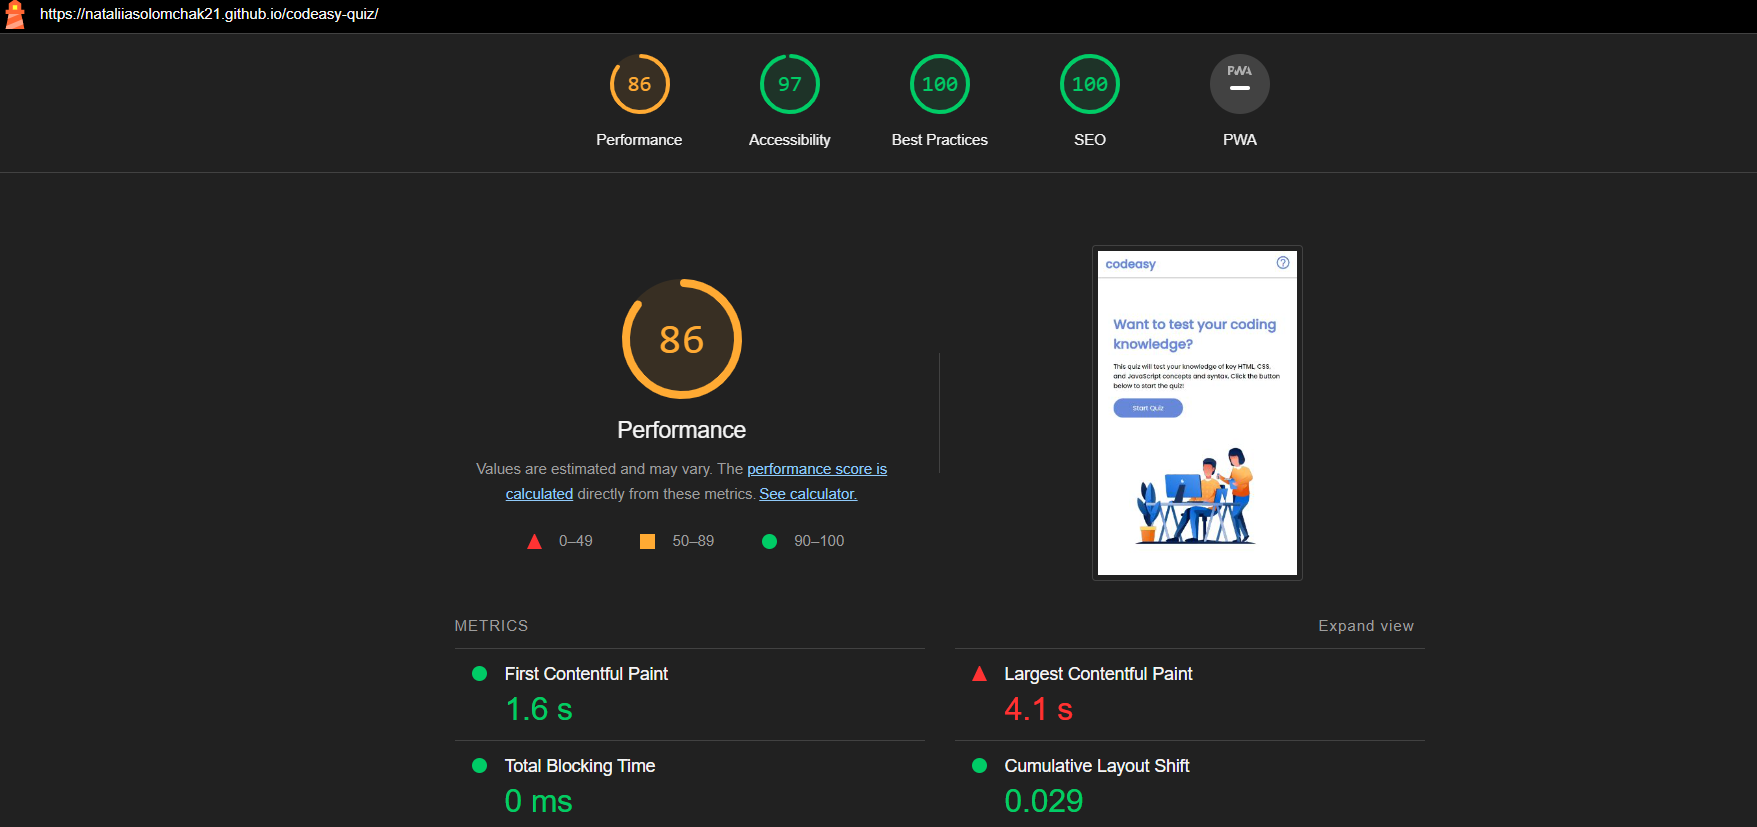 https://nataliiasolomchak21.github.io/codeasy-quiz/
86
97
100
100
PWA
Performance
Accessibility
Best Practices
SEO
PWA
86
Performance
Values are estimated and may vary. The performance score is
calculated directly from these metrics. See calculator.
0–49
50–89
90–100
codeasy
?
Want to test your coding
knowledge?
This quiz will test your knowledge of key HTML, CSS,
and JavaScript concepts and syntax. Click the button
below to start the quiz!
Start Quiz
METRICS
Expand view
First Contentful Paint
1.6 s
Largest Contentful Paint
4.1 s
Total Blocking Time
0 ms
Cumulative Layout Shift
0.029